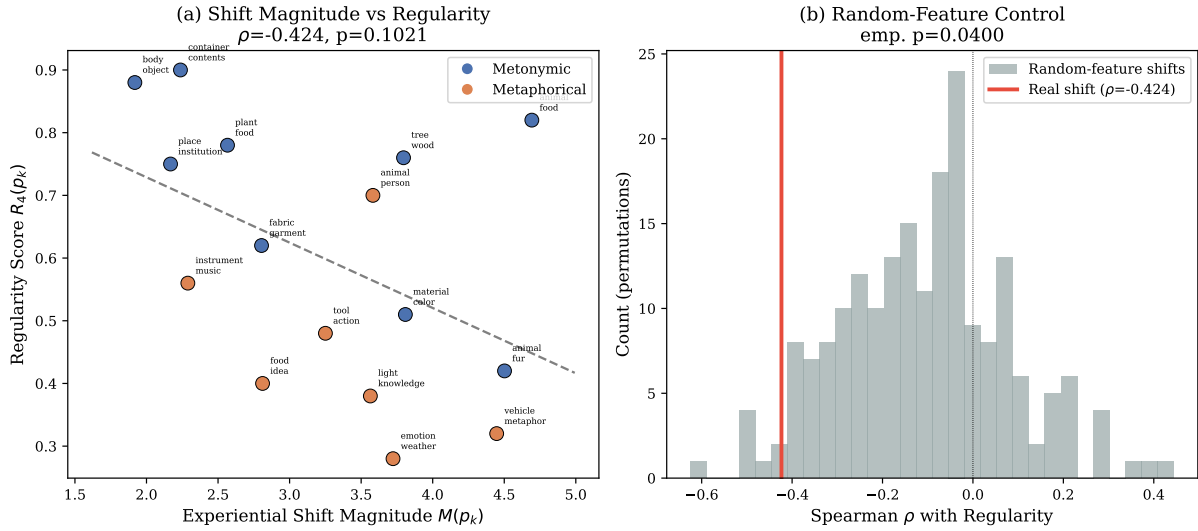 (a) Shift Magnitude vs Regularity
ρ=-0.424, p=0.1021
container
contents
body
object
Metonymic
Metaphorical
food
plant
food
place
institution
tree
wood
animal
person
fabric
garment
instrument
music
material
color
tool
action
animal
fur
food
idea
light
knowledge
vehicle
metaphor
emotion
weather
0.9
0.8
0.7
0.6
0.5
0.4
0.3
Regularity Score R₄(pₖ)
1.5 2.0 2.5 3.0 3.5 4.0 4.5 5.0
Experiential Shift Magnitude M(pₖ)
(b) Random-Feature Control
emp. p=0.0400
Random-feature shifts
Real shift (ρ=-0.424)
25
20
15
10
5
0
Count (permutations)
−0.6 −0.4 −0.2 0.0 0.2 0.4
Spearman ρ with Regularity